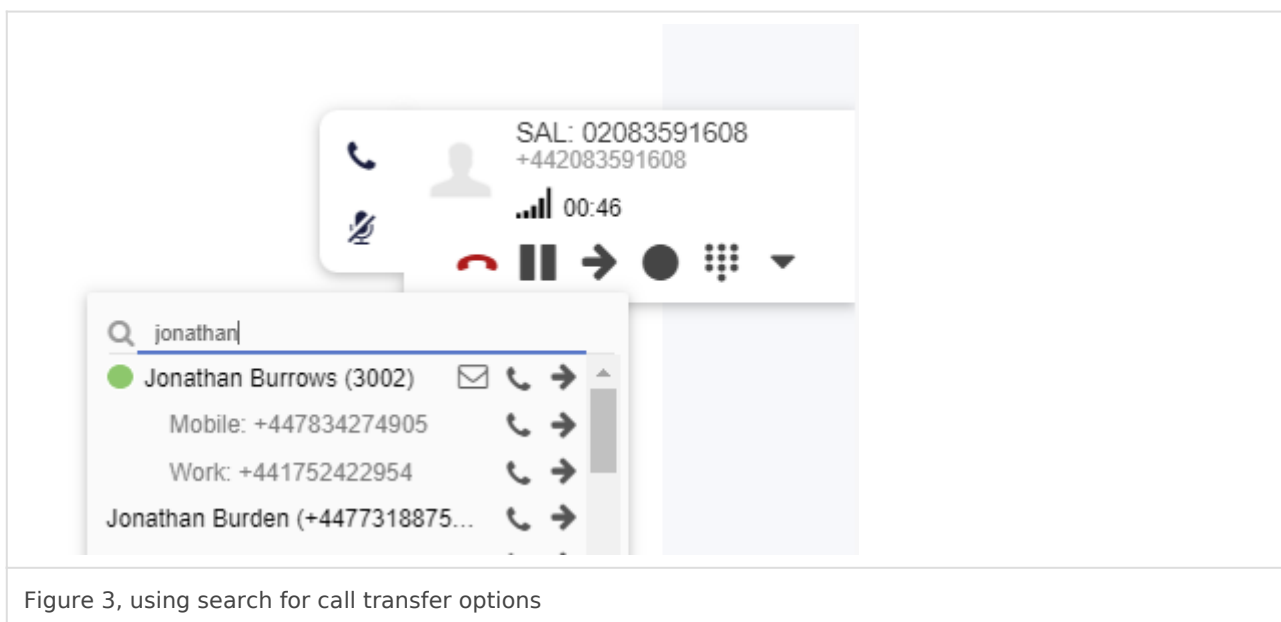 SAL: 02083591608
+442083591608
00:46
jonathan
Jonathan Burrows (3002)
Mobile: +447834274905
Work: +441752422954
Jonathan Burden (+4477318875...
Figure 3, using search for call transfer options